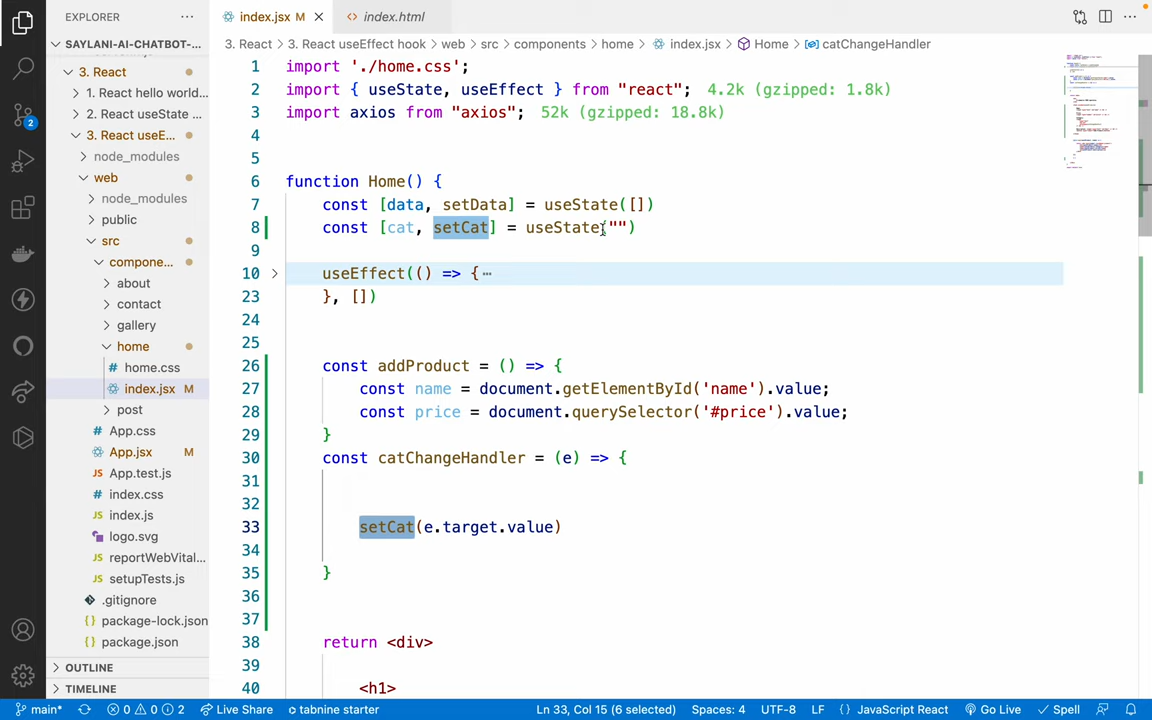 EXPLORER
index.jsx M
index.html
SAYLANI-AI-CHATBOT-...
3. React
1. React hello world...
2. React useState ...
3. React useE...
node_modules
web
node_modules
public
src
compone...
about
contact
gallery
home
# home.css
index.jsx M
post
# App.css
App.jsx M
JS App.test.js
# index.css
JS index.js
logo.svg
JS reportWebVital...
JS setupTests.js
.gitignore
{} package-lock.json
{} package.json
OUTLINE
TIMELINE
2
3. React > 3. React useEffect hook > web > src > components > home > index.jsx > Home > catChangeHandler
1 import './home.css';
2 import { useState, useEffect } from "react"; 4.2k (gzipped: 1.8k)
3 import axios from "axios"; 52k (gzipped: 18.8k)
4
5
6 function Home() {
7 const [data, setData] = useState([])
8 const [cat, setCat] = useState("")
9
10 useEffect(() => {⋯
23 }, [])
24
25
26 const addProduct = () => {
27 const name = document.getElementById('name').value;
28 const price = document.querySelector('#price').value;
29 }
30 const catChangeHandler = (e) => {
31
32
33 setCat(e.target.value)
34
35 }
36
37
38 return <div>
39
40 <h1>
main* 0 0 2 Live Share tabnine starter Ln 33, Col 15 (6 selected) Spaces: 4 UTF-8 LF {} JavaScript React Go Live Spell